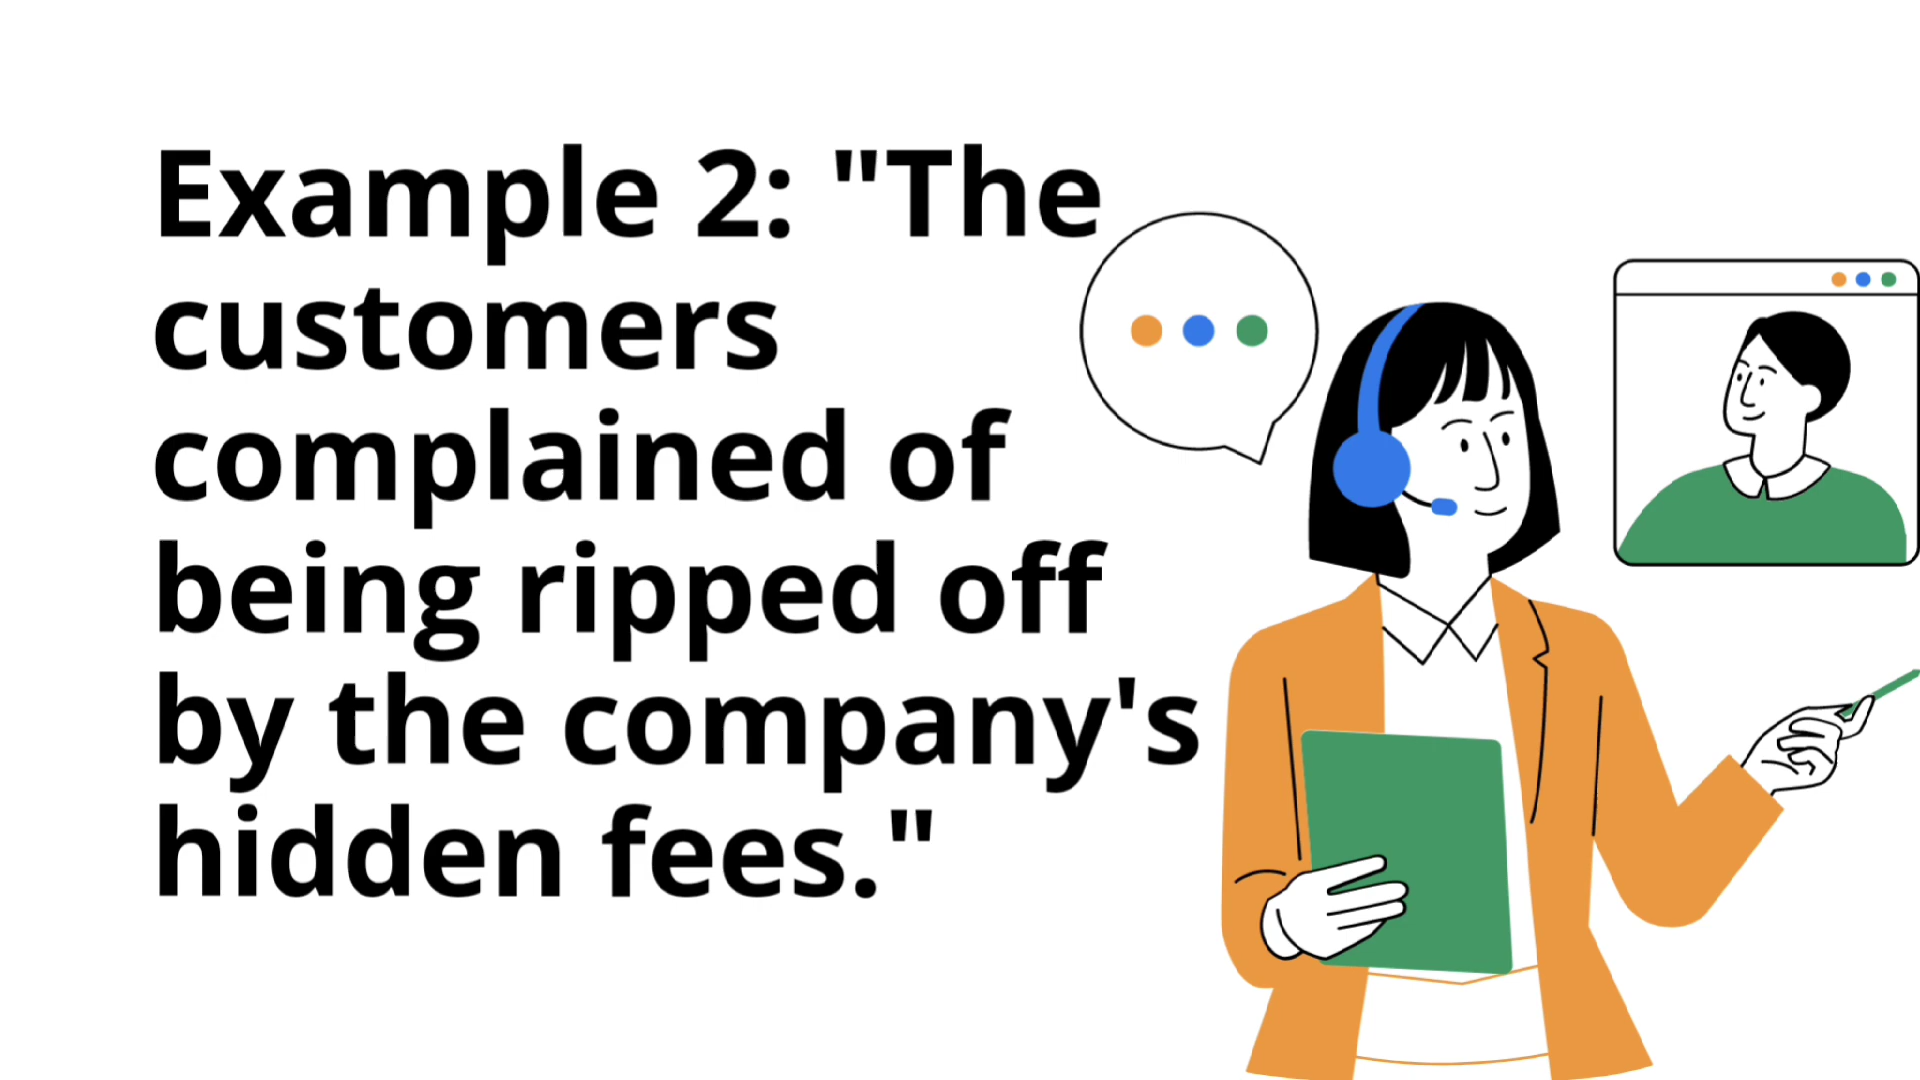 Example 2: "The
customers
complained of
being ripped off
by the company's
hidden fees."